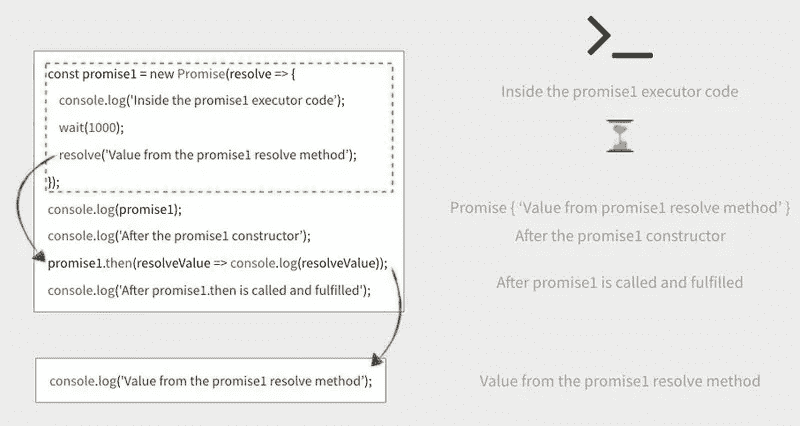 const promise1 = new Promise(resolve => {
console.log('Inside the promise1 executor code’);
wait(1000);
resolve('Value from the promise1 resolve method’);
});
console.log(promise1);
console.log('After the promise1 constructor’);
promise1.then(resolveValue => console.log(resolveValue));
console.log('After promise1.then is called and fulfilled');
console.log('Value from the promise1 resolve method’);
>_
Inside the promise1 executor code
Promise { ‘Value from promise1 resolve method’ }
After the promise1 constructor
After promise1 is called and fulfilled
Value from the promise1 resolve method